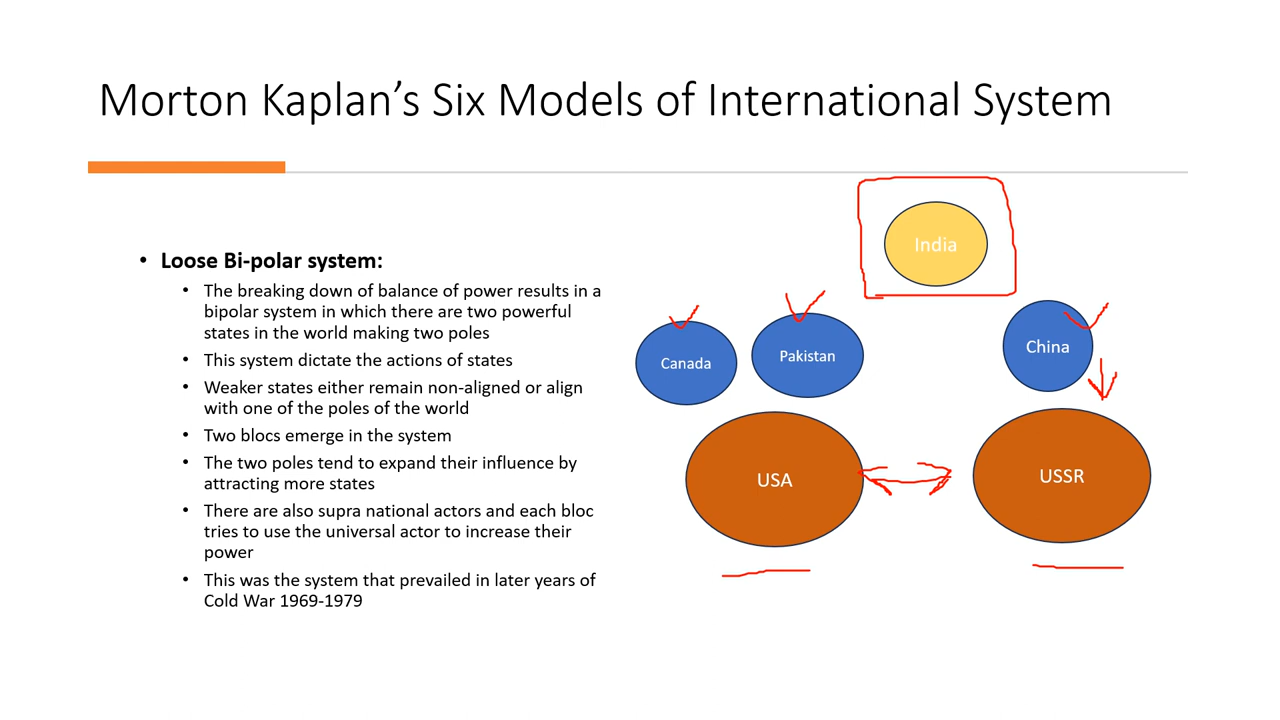 Morton Kaplan’s Six Models of International System
• Loose Bi-polar system:
• The breaking down of balance of power results in a
bipolar system in which there are two powerful
states in the world making two poles
• This system dictate the actions of states
• Weaker states either remain non-aligned or align
with one of the poles of the world
• Two blocs emerge in the system
• The two poles tend to expand their influence by
attracting more states
• There are also supra national actors and each bloc
tries to use the universal actor to increase their
power
• This was the system that prevailed in later years of
Cold War 1969-1979
India
Canada
Pakistan
China
USA
USSR